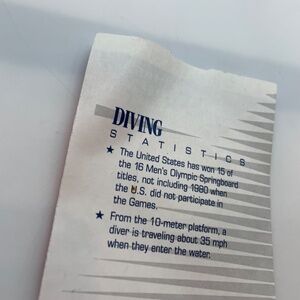 DIVING
STATISTICS
★ The United States has won 15 of
the 16 Men's Olympic Springboard
titles, not including 1980 when
the U.S. did not participate in
the Games.
★ From the 10-meter platform, a
diver is traveling about 35 mph
when they enter the water.